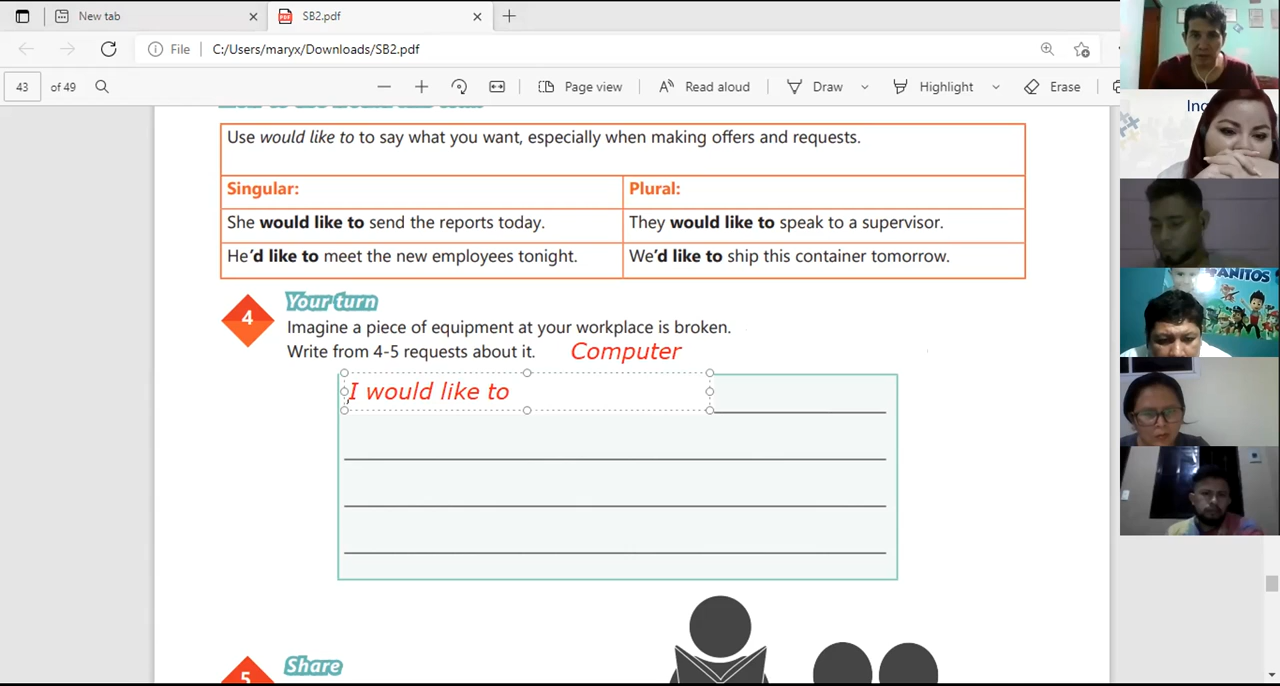 New tab
SB2.pdf
File C:/Users/maryx/Downloads/SB2.pdf
43 of 49 Page view Read aloud Draw Highlight Erase
Use would like to to say what you want, especially when making offers and requests.
Singular: Plural:
She would like to send the reports today. They would like to speak to a supervisor.
He'd like to meet the new employees tonight. We'd like to ship this container tomorrow.
4 Your turn
Imagine a piece of equipment at your workplace is broken.
Write from 4-5 requests about it. Computer
I would like to
5 Share